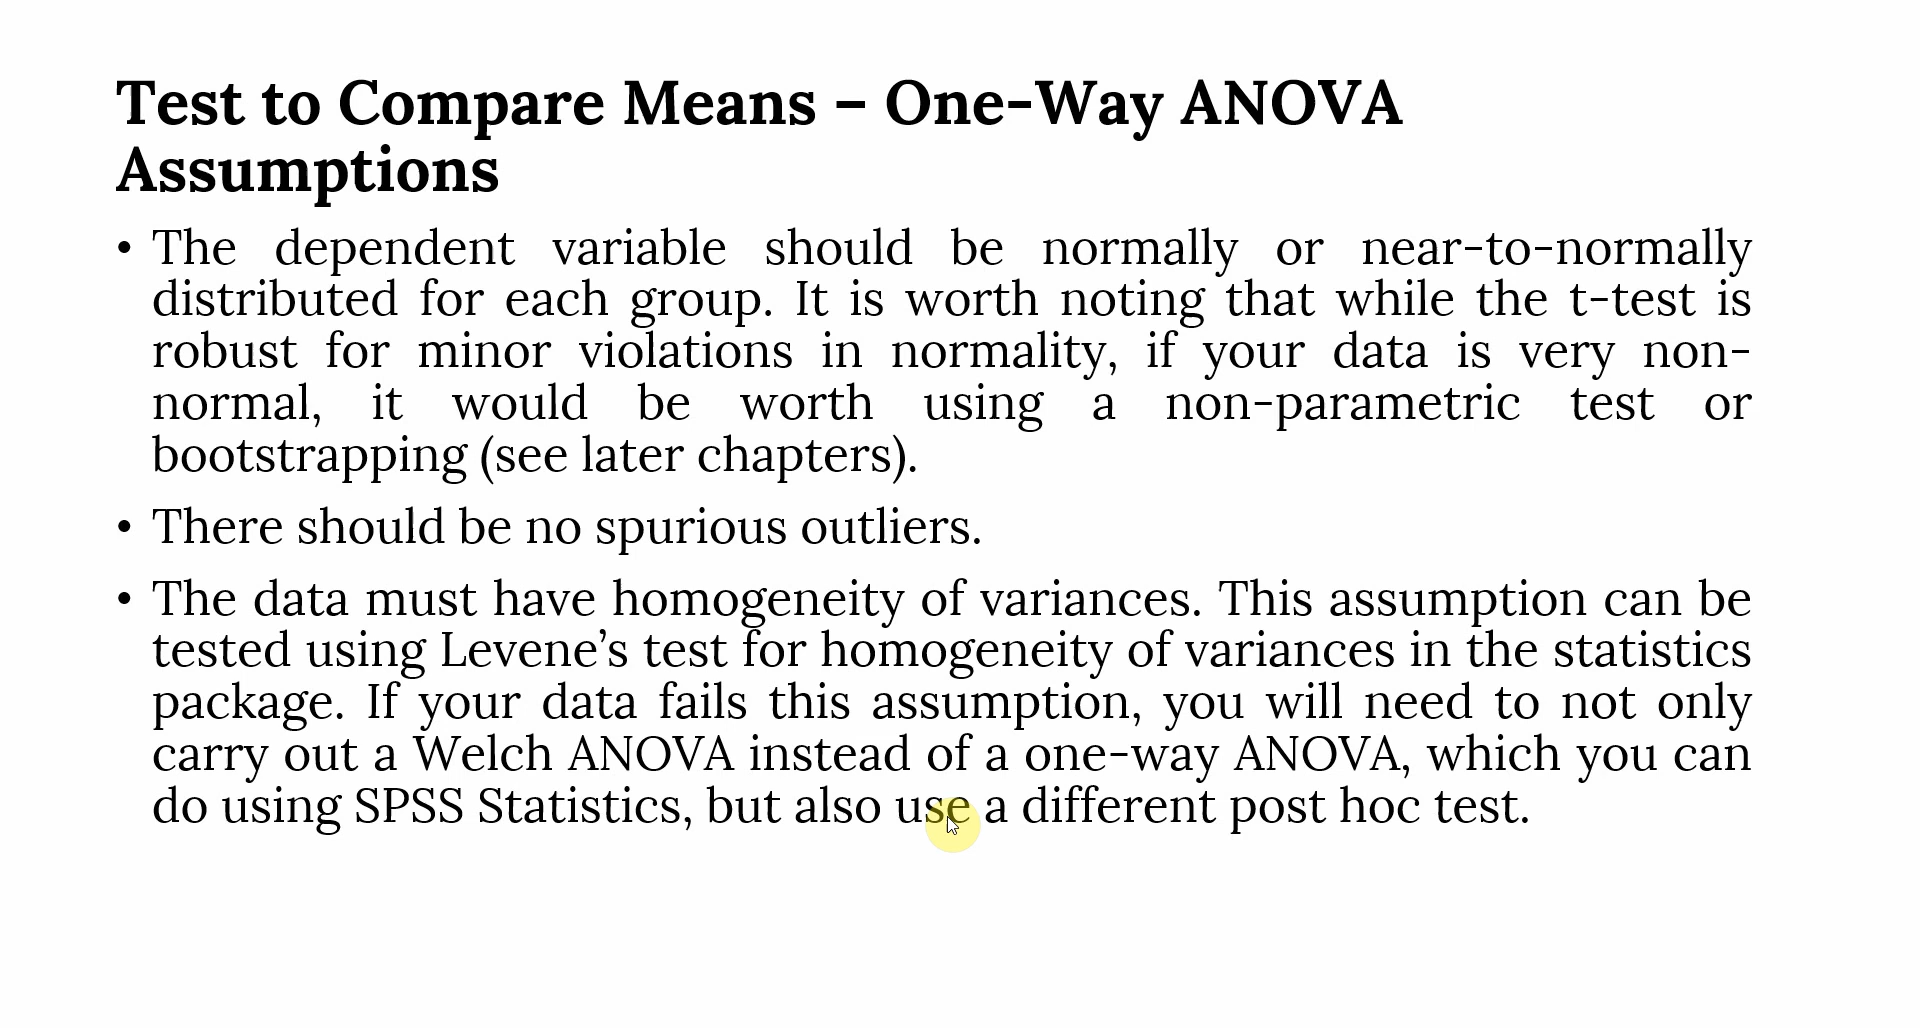 Test to Compare Means – One-Way ANOVA
Assumptions
• The dependent variable should be normally or near-to-normally
distributed for each group. It is worth noting that while the t-test is
robust for minor violations in normality, if your data is very non-
normal, it would be worth using a non-parametric test or
bootstrapping (see later chapters).
• There should be no spurious outliers.
• The data must have homogeneity of variances. This assumption can be
tested using Levene’s test for homogeneity of variances in the statistics
package. If your data fails this assumption, you will need to not only
carry out a Welch ANOVA instead of a one-way ANOVA, which you can
do using SPSS Statistics, but also use a different post hoc test.